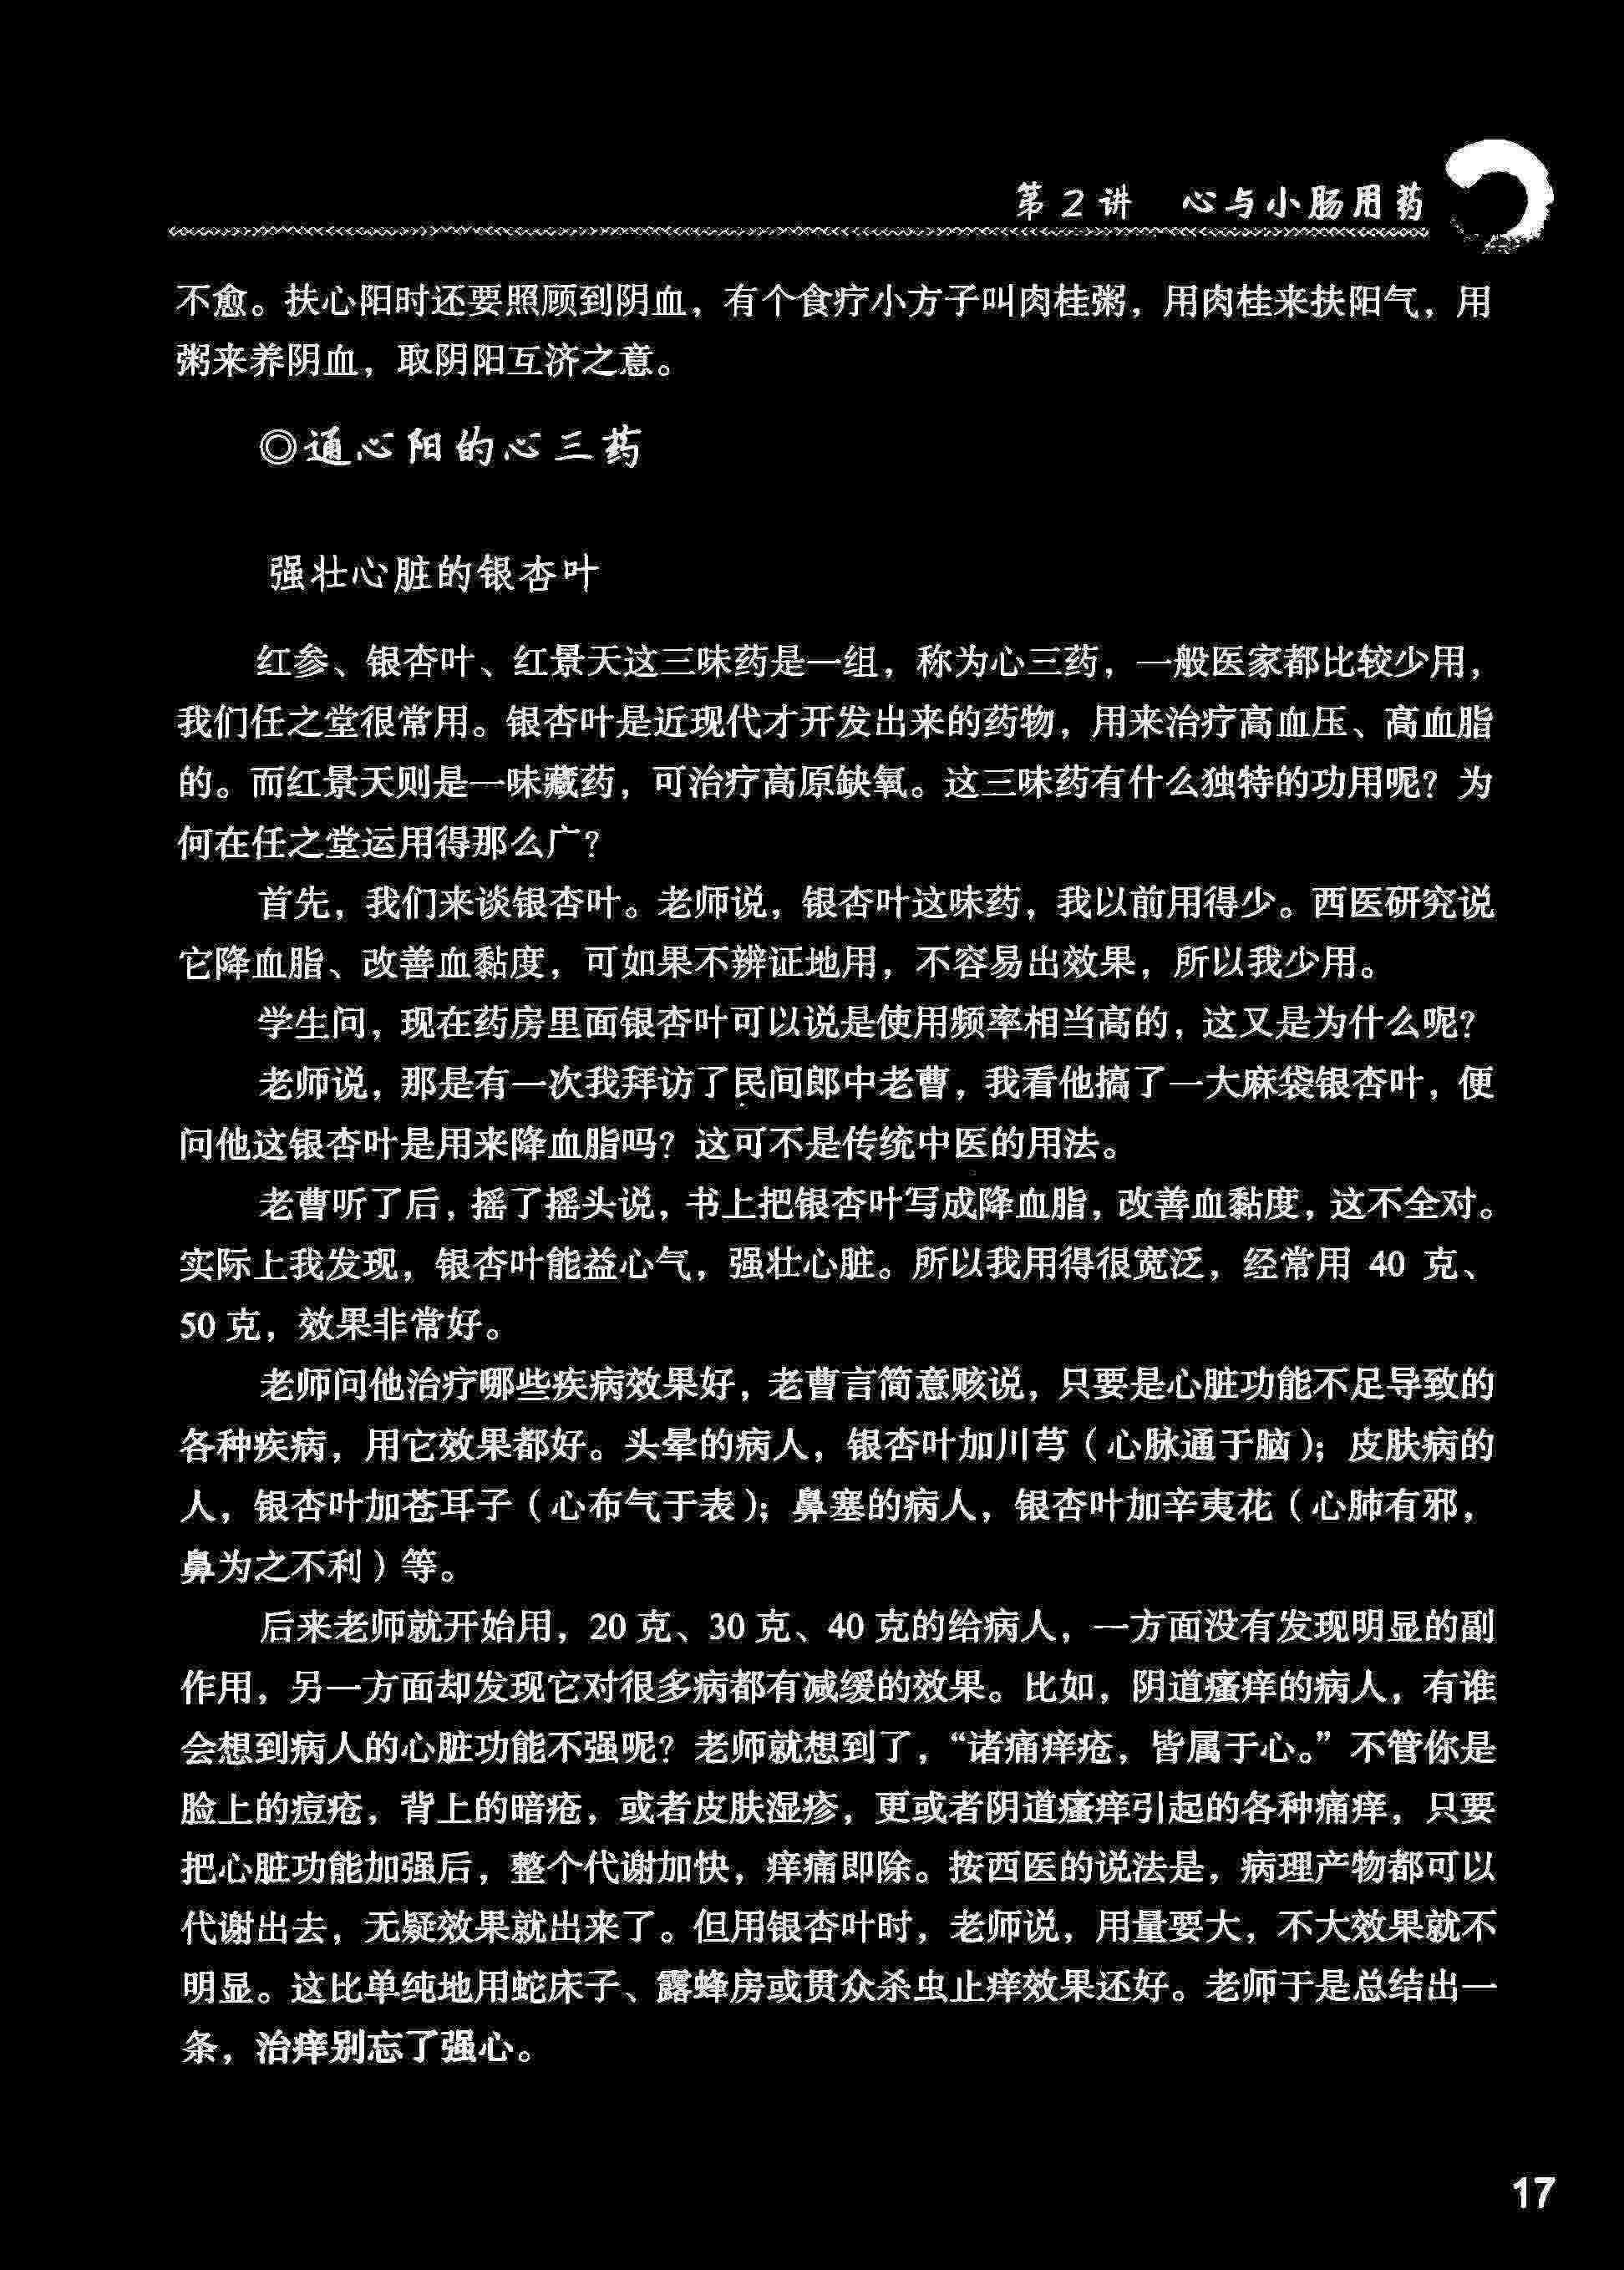 第2讲 心与小肠用药
不愈。扶心阳时还要照顾到阴血，有个食疗小方子叫肉桂粥，用肉桂来扶阳气，用
粥来养阴血，取阴阳互济之意。
◎通心阳的心三药
强壮心脏的银杏叶
红参、银杏叶、红景天这三味药是一组，称为心三药，一般医家都比较少用，
我们任之堂很常用。银杏叶是近现代才开发出来的药物，用来治疗高血压、高血脂
的。而红景天则是一味藏药，可治疗高原缺氧。这三味药有什么独特的功用呢？为
何在任之堂运用得那么广？
首先，我们来谈银杏叶。老师说，银杏叶这味药，我以前用得少。西医研究说
它降血脂、改善血黏度，可如果不辨证地用，不容易出效果，所以我少用。
学生问，现在药房里面银杏叶可以说是使用频率相当高的，这又是为什么呢？
老师说，那是有一次我拜访了民间郎中老曹，我看他搞了一大麻袋银杏叶，便
问他这银杏叶是用来降血脂吗？这可不是传统中医的用法。
老曹听了后，摇了摇头说，书上把银杏叶写成降血脂，改善血黏度，这不全对。
实际上我发现，银杏叶能益心气，强壮心脏。所以我用得很宽泛，经常用 40 克、
50 克，效果非常好。
老师问他治疗哪些疾病效果好，老曹言简意赅说，只要是心脏功能不足导致的
各种疾病，用它效果都好。头晕的病人，银杏叶加川芎（心脉通于脑）；皮肤病的
人，银杏叶加苍耳子（心布气于表）；鼻塞的病人，银杏叶加辛夷花（心肺有邪，
鼻为之不利）等。
后来老师就开始用，20 克、30 克、40 克的给病人，一方面没有发现明显的副
作用，另一方面却发现它对很多病都有减缓的效果。比如，阴道瘙痒的病人，有谁
会想到病人的心脏功能不强呢？老师就想到了，“诸痛痒疮，皆属于心。”不管你是
脸上的痘疮，背上的暗疮，或者皮肤湿疹，更或者阴道瘙痒引起的各种痛痒，只要
把心脏功能加强后，整个代谢加快，痒痛即除。按西医的说法是，病理产物都可以
代谢出去，无疑效果就出来了。但用银杏叶时，老师说，用量要大，不大效果就不
明显。这比单纯地用蛇床子、露蜂房或贯众杀虫止痒效果还好。老师于是总结出一
条，治痒别忘了强心。
17